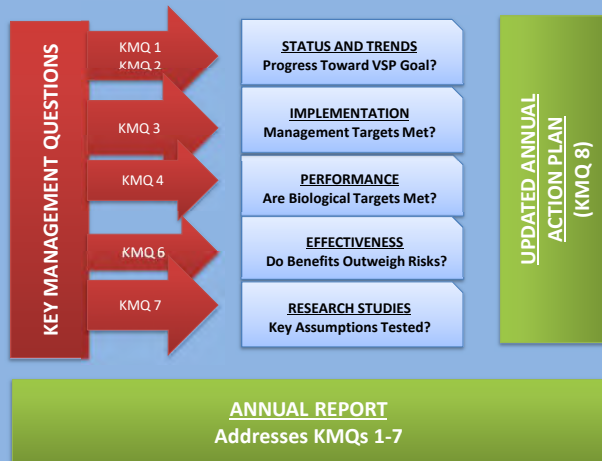 KEY MANAGEMENT QUESTIONS
KMQ 1
KMQ 2
KMQ 3
KMQ 4
KMQ 6
KMQ 7
STATUS AND TRENDS
Progress Toward VSP Goal?
IMPLEMENTATION
Management Targets Met?
PERFORMANCE
Are Biological Targets Met?
EFFECTIVENESS
Do Benefits Outweigh Risks?
RESEARCH STUDIES
Key Assumptions Tested?
UPDATED ANNUAL
ACTION PLAN
(KMQ 8)
ANNUAL REPORT
Addresses KMQs 1-7